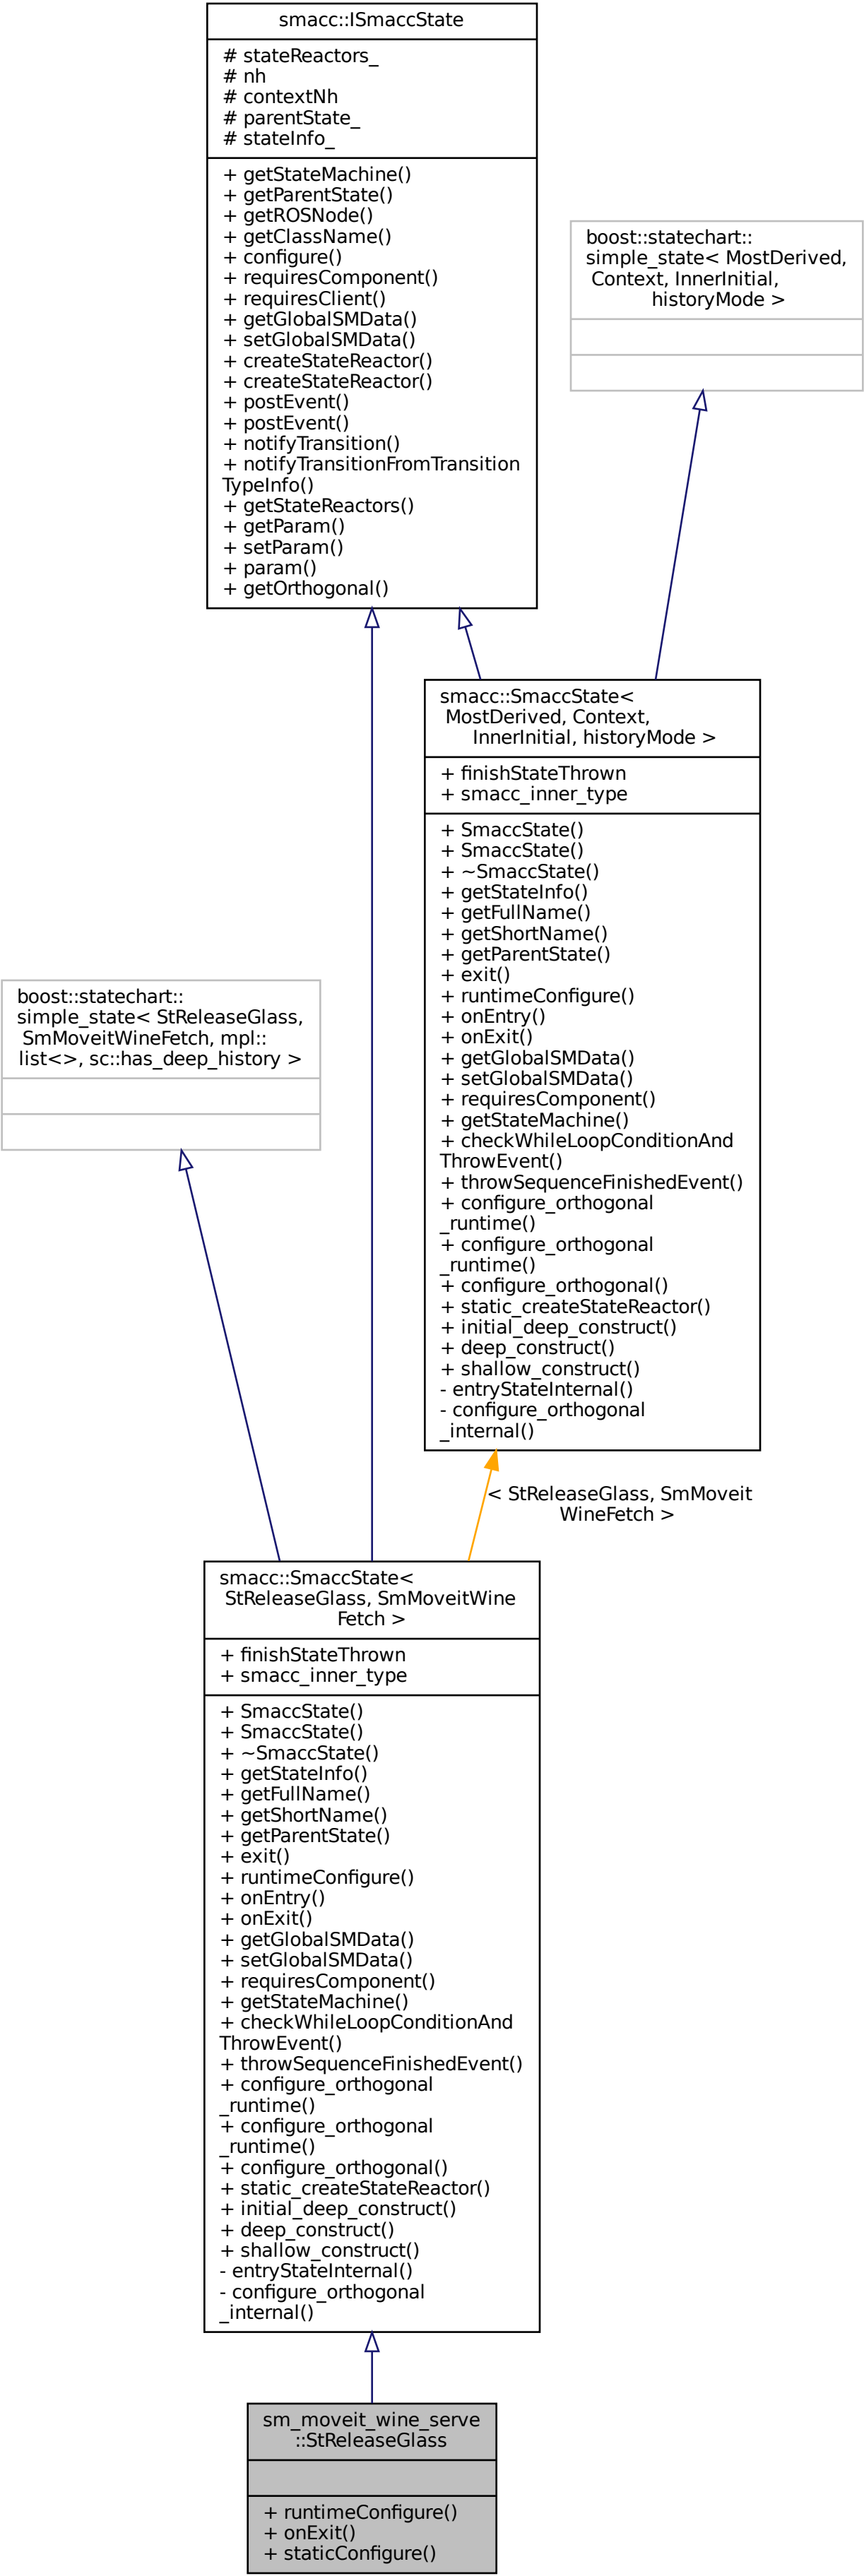 smacc::ISmaccState
# stateReactors_
# nh
# contextNh
# parentState_
# stateInfo_
+ getStateMachine()
+ getParentState()
+ getROSNode()
+ getClassName()
+ configure()
+ requiresComponent()
+ requiresClient()
+ getGlobalSMData()
+ setGlobalSMData()
+ createStateReactor()
+ createStateReactor()
+ postEvent()
+ postEvent()
+ notifyTransition()
+ notifyTransitionFromTransition
TypeInfo()
+ getStateReactors()
+ getParam()
+ setParam()
+ param()
+ getOrthogonal()
boost::statechart::
simple_state< MostDerived,
Context, InnerInitial,
historyMode >
smacc::SmaccState<
MostDerived, Context,
InnerInitial, historyMode >
+ finishStateThrown
+ smacc_inner_type
+ SmaccState()
+ SmaccState()
+ ~SmaccState()
+ getStateInfo()
+ getFullName()
+ getShortName()
+ getParentState()
+ exit()
+ runtimeConfigure()
+ onEntry()
+ onExit()
+ getGlobalSMData()
+ setGlobalSMData()
+ requiresComponent()
+ getStateMachine()
+ checkWhileLoopConditionAnd
ThrowEvent()
+ throwSequenceFinishedEvent()
+ configure_orthogonal
_runtime()
+ configure_orthogonal
_runtime()
+ configure_orthogonal()
+ static_createStateReactor()
+ initial_deep_construct()
+ deep_construct()
+ shallow_construct()
- entryStateInternal()
- configure_orthogonal
_internal()
boost::statechart::
simple_state< StReleaseGlass,
SmMoveitWineFetch, mpl::
list<>, sc::has_deep_history >
< StReleaseGlass, SmMoveit
WineFetch >
smacc::SmaccState<
StReleaseGlass, SmMoveitWine
Fetch >
+ finishStateThrown
+ smacc_inner_type
+ SmaccState()
+ SmaccState()
+ ~SmaccState()
+ getStateInfo()
+ getFullName()
+ getShortName()
+ getParentState()
+ exit()
+ runtimeConfigure()
+ onEntry()
+ onExit()
+ getGlobalSMData()
+ setGlobalSMData()
+ requiresComponent()
+ getStateMachine()
+ checkWhileLoopConditionAnd
ThrowEvent()
+ throwSequenceFinishedEvent()
+ configure_orthogonal
_runtime()
+ configure_orthogonal
_runtime()
+ configure_orthogonal()
+ static_createStateReactor()
+ initial_deep_construct()
+ deep_construct()
+ shallow_construct()
- entryStateInternal()
- configure_orthogonal
_internal()
sm_moveit_wine_serve
::StReleaseGlass
+ runtimeConfigure()
+ onExit()
+ staticConfigure()